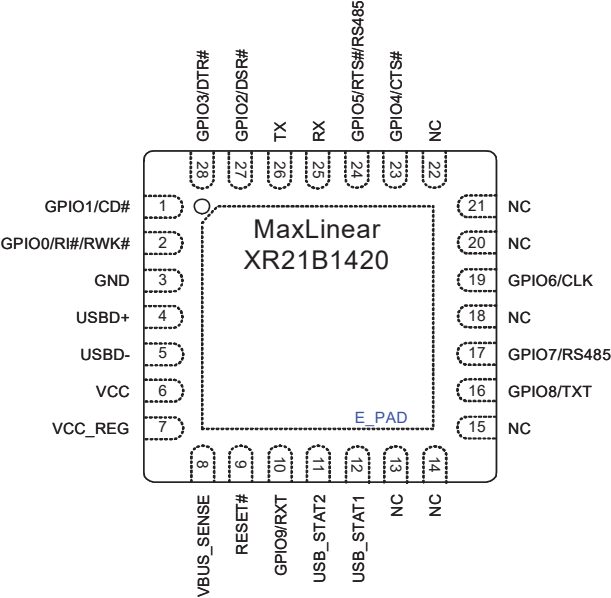 GPIO3/DTR#
GPIO2/DSR#
TX
RX
GPIO5/RTS#/RS485
GPIO4/CTS#
NC
28
27
26
25
24
23
22
GPIO1/CD# 1
GPIO0/RI#/RWK# 2
GND 3
USBD+ 4
USBD- 5
VCC 6
VCC_REG 7
MaxLinear
XR21B1420
E_PAD
21 NC
20 NC
19 GPIO6/CLK
18 NC
17 GPIO7/RS485
16 GPIO8/TXT
15 NC
8
9
10
11
12
13
14
VBUS_SENSE
RESET#
GPIO9/RXT
USB_STAT2
USB_STAT1
NC
NC